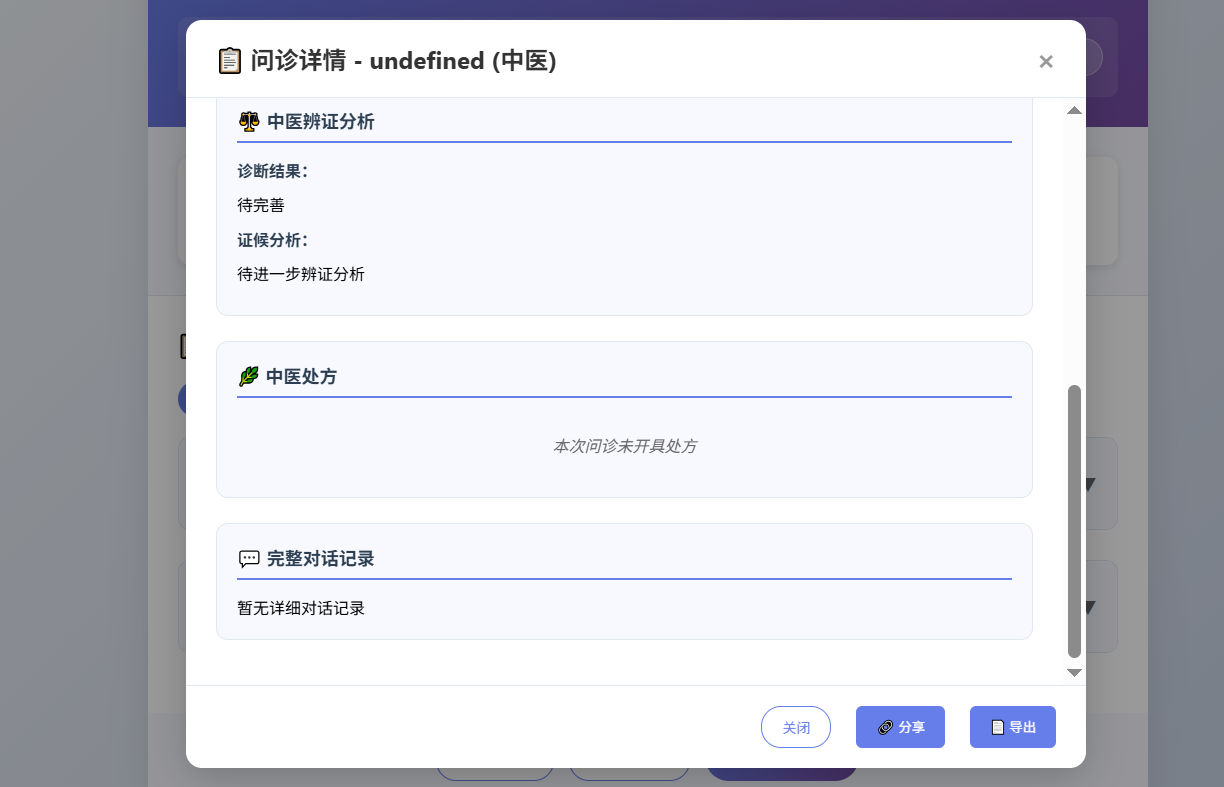 问诊详情 - undefined (中医)
×
中医辨证分析
诊断结果：
待完善
证候分析：
待进一步辨证分析
中医处方
本次问诊未开具处方
完整对话记录
暂无详细对话记录
关闭
分享
导出